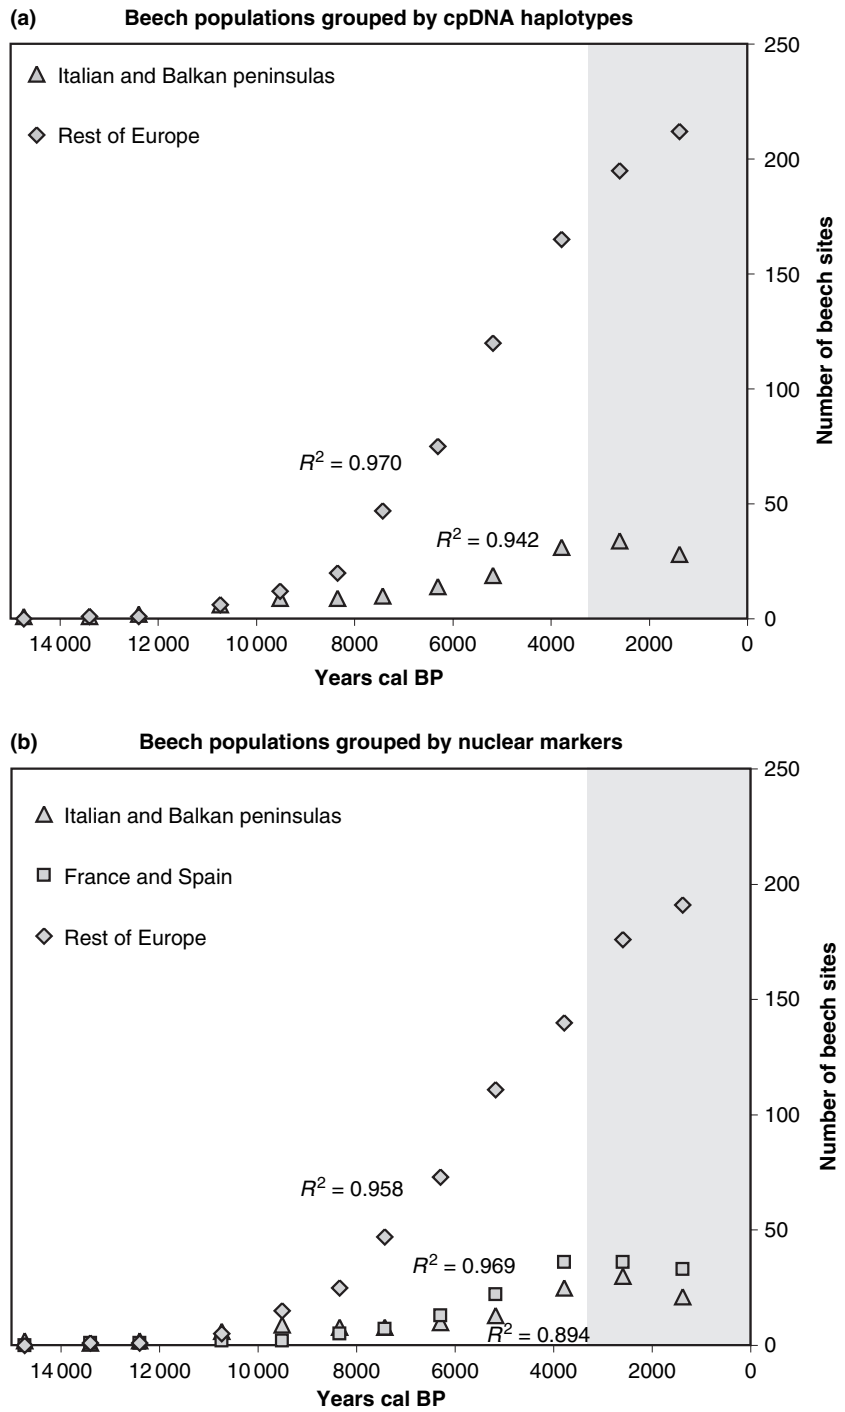 (a) Beech populations grouped by cpDNA haplotypes
Italian and Balkan peninsulas
Rest of Europe
250
200
150
100
50
0
Number of beech sites
R² = 0.970
R² = 0.942
14 000 12 000 10 000 8000 6000 4000 2000 0
Years cal BP
(b) Beech populations grouped by nuclear markers
Italian and Balkan peninsulas
France and Spain
Rest of Europe
250
200
150
100
50
0
Number of beech sites
R² = 0.958
R² = 0.969
R² = 0.894
14 000 12 000 10 000 8000 6000 4000 2000 0
Years cal BP